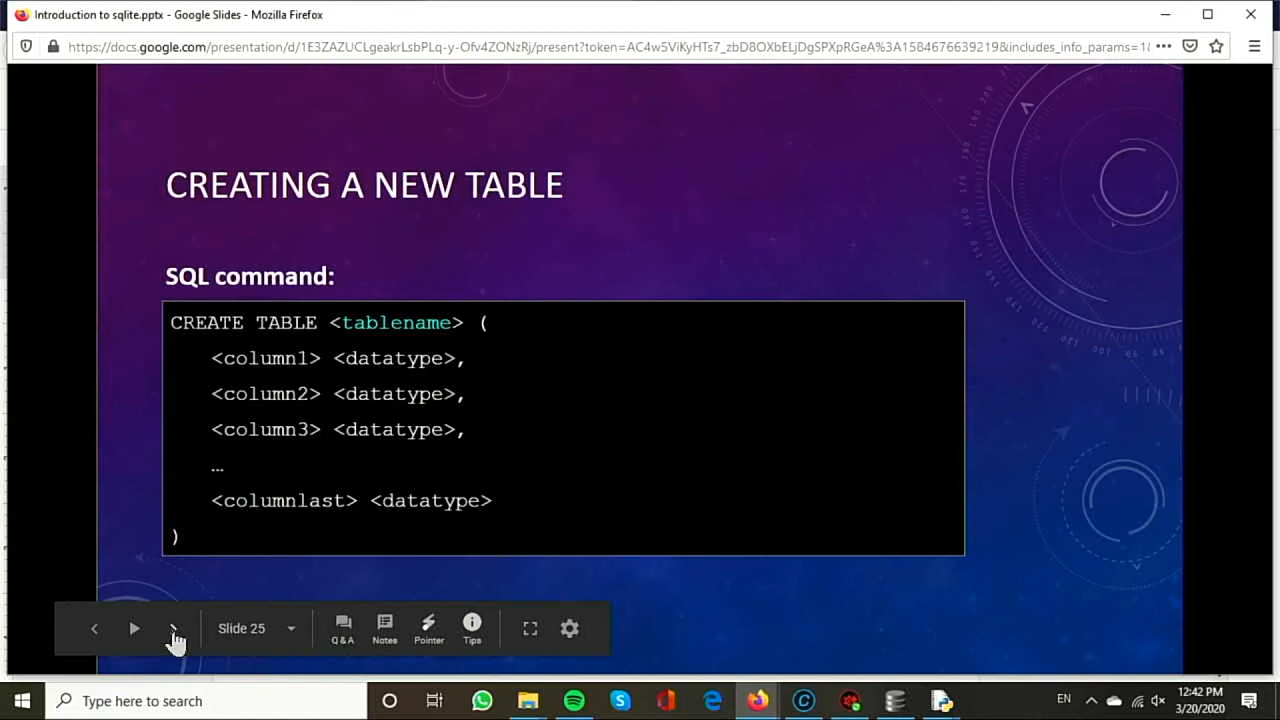 Introduction to sqlite.pptx - Google Slides - Mozilla Firefox
https://docs.google.com/presentation/d/1E3ZAZUCLgeakrLsbPLq-y-Ofv4ZONzRj/present?token=AC4w5ViKyHTs7_zbD8OXbELjDgSPXpRGeA%3A1584676639219&includes_info_params=1&
CREATING A NEW TABLE
SQL command:
CREATE TABLE <tablename> (
<column1> <datatype>,
<column2> <datatype>,
<column3> <datatype>,
…
<columnlast> <datatype>
)
Slide 25
Q & A
Notes
Pointer
Tips
Type here to search
EN
12:42 PM
3/20/2020